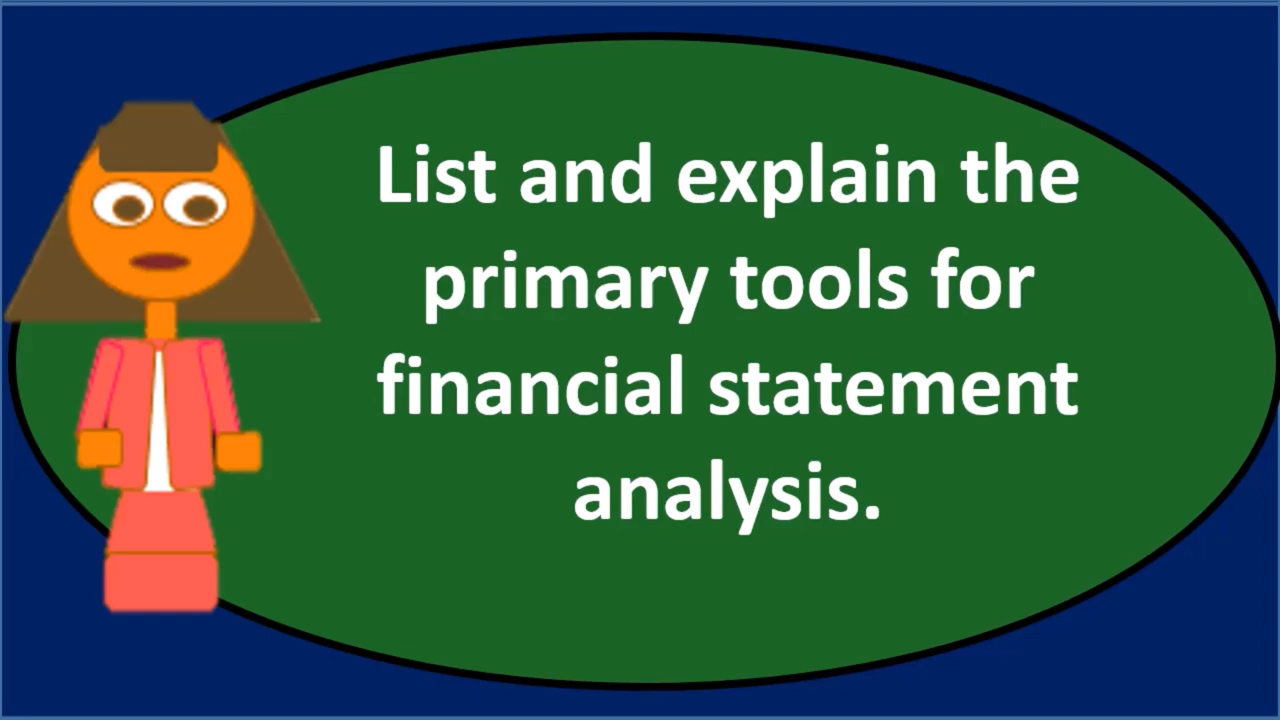 List and explain the
primary tools for
financial statement
analysis.